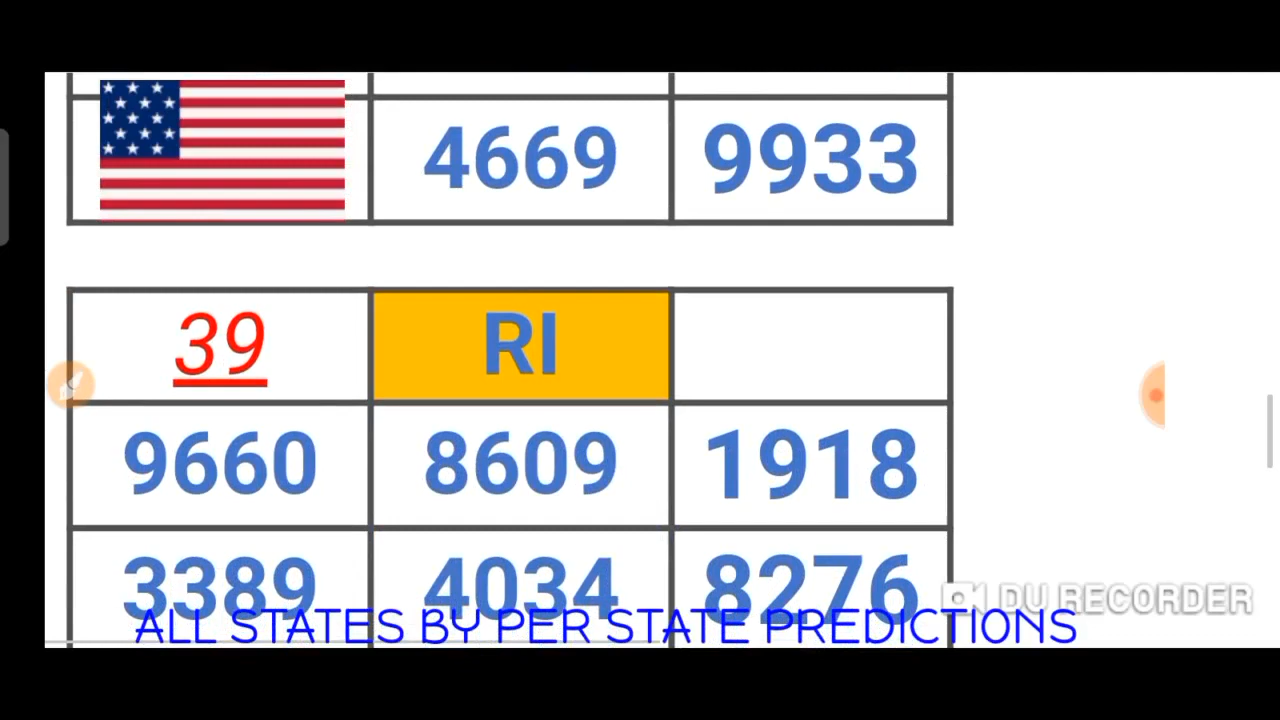 4669 9933
39 RI
9660 8609 1918
3389 4034 8276
DU RECORDER
ALL STATES BY PER STATE PREDICTIONS